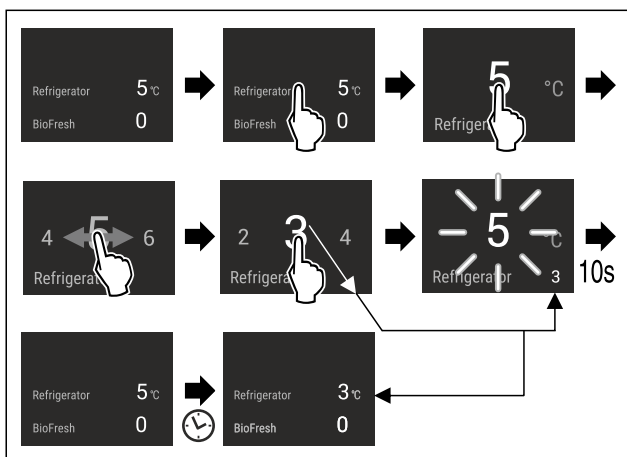 Refrigerator 5 °C
BioFresh 0
Refrigerator 5 °C
BioFresh 0
5 °C
Refriger
4 5 6
Refrigerator
2 3 4
Refrigera
5 °C
Refrigerator 3
10s
Refrigerator 5 °C
BioFresh 0
Refrigerator 3 °C
BioFresh 0